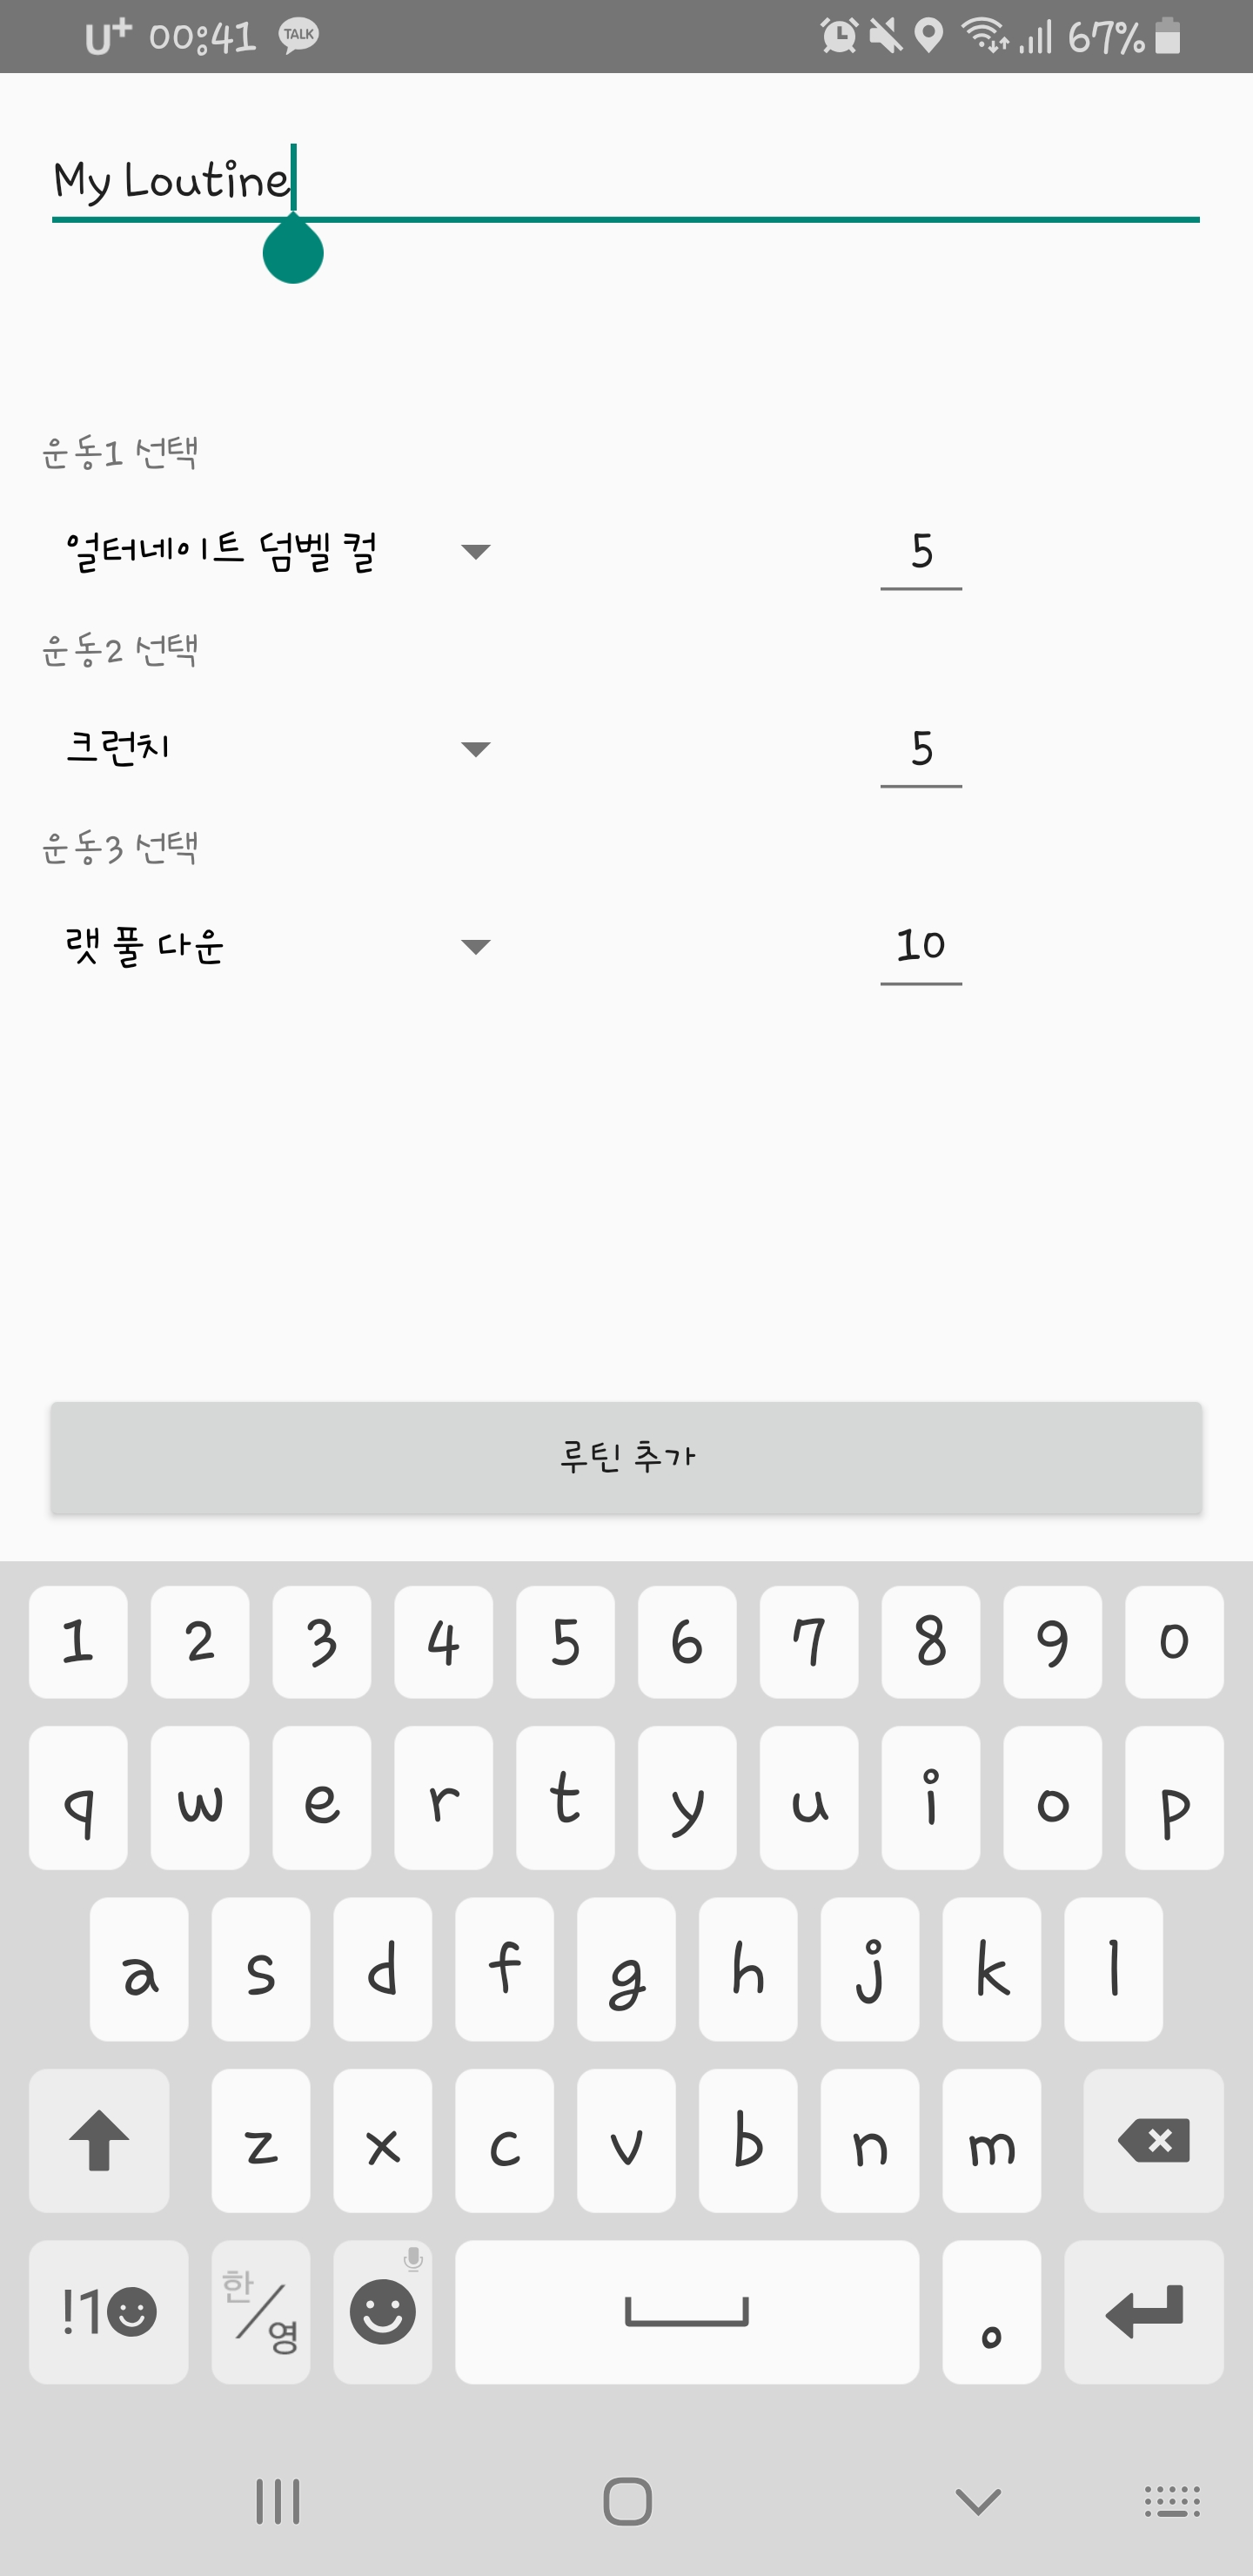 U+ 00:41 TALK 67%
My Loutine
운동1 선택
얼터네이트 덤벨 컬 5
운동2 선택
크런치 5
운동3 선택
랫 풀 다운 10
루틴 추가
1 2 3 4 5 6 7 8 9 0
q w e r t y u i o p
a s d f g h j k l
z x c v b n m
!1 한/영 .